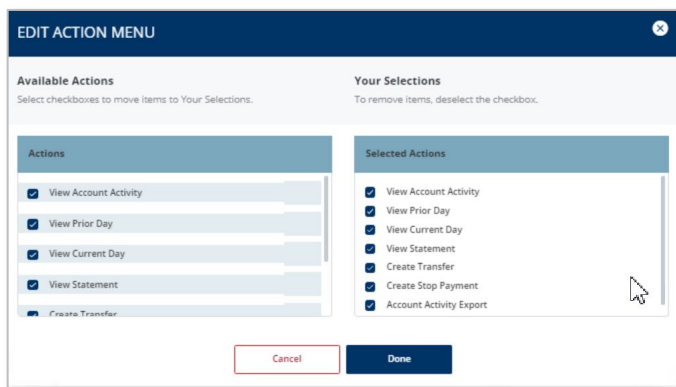 EDIT ACTION MENU
Available Actions
Select checkboxes to move items to Your Selections.
Your Selections
To remove items, deselect the checkbox.
Actions
View Account Activity
View Prior Day
View Current Day
View Statement
Create Transfer
Selected Actions
View Account Activity
View Prior Day
View Current Day
View Statement
Create Transfer
Create Stop Payment
Account Activity Export
Cancel
Done